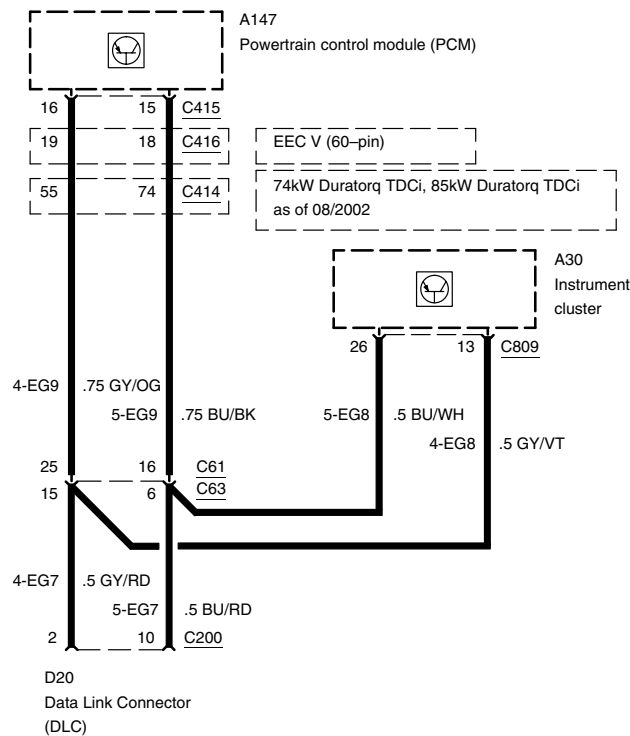 A147
Powertrain control module (PCM)
16 15 C415
19 18 C416
EEC V (60–pin)
55 74 C414
74kW Duratorq TDCi, 85kW Duratorq TDCi
as of 08/2002
A30
Instrument
cluster
26 13 C809
4-EG9 .75 GY/OG
5-EG9 .75 BU/BK
5-EG8 .5 BU/WH
4-EG8 .5 GY/VT
25 16 C61
15 6 C63
4-EG7 .5 GY/RD
5-EG7 .5 BU/RD
2 10 C200
D20
Data Link Connector
(DLC)